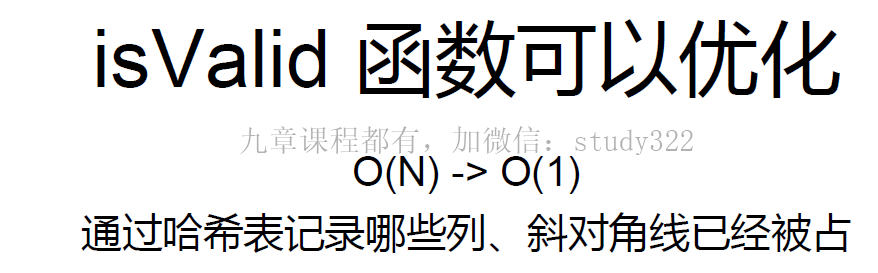 isValid 函数可以优化
九章课程都有，加微信：study322
O(N) -> O(1)
通过哈希表记录哪些列、斜对角线已经被占